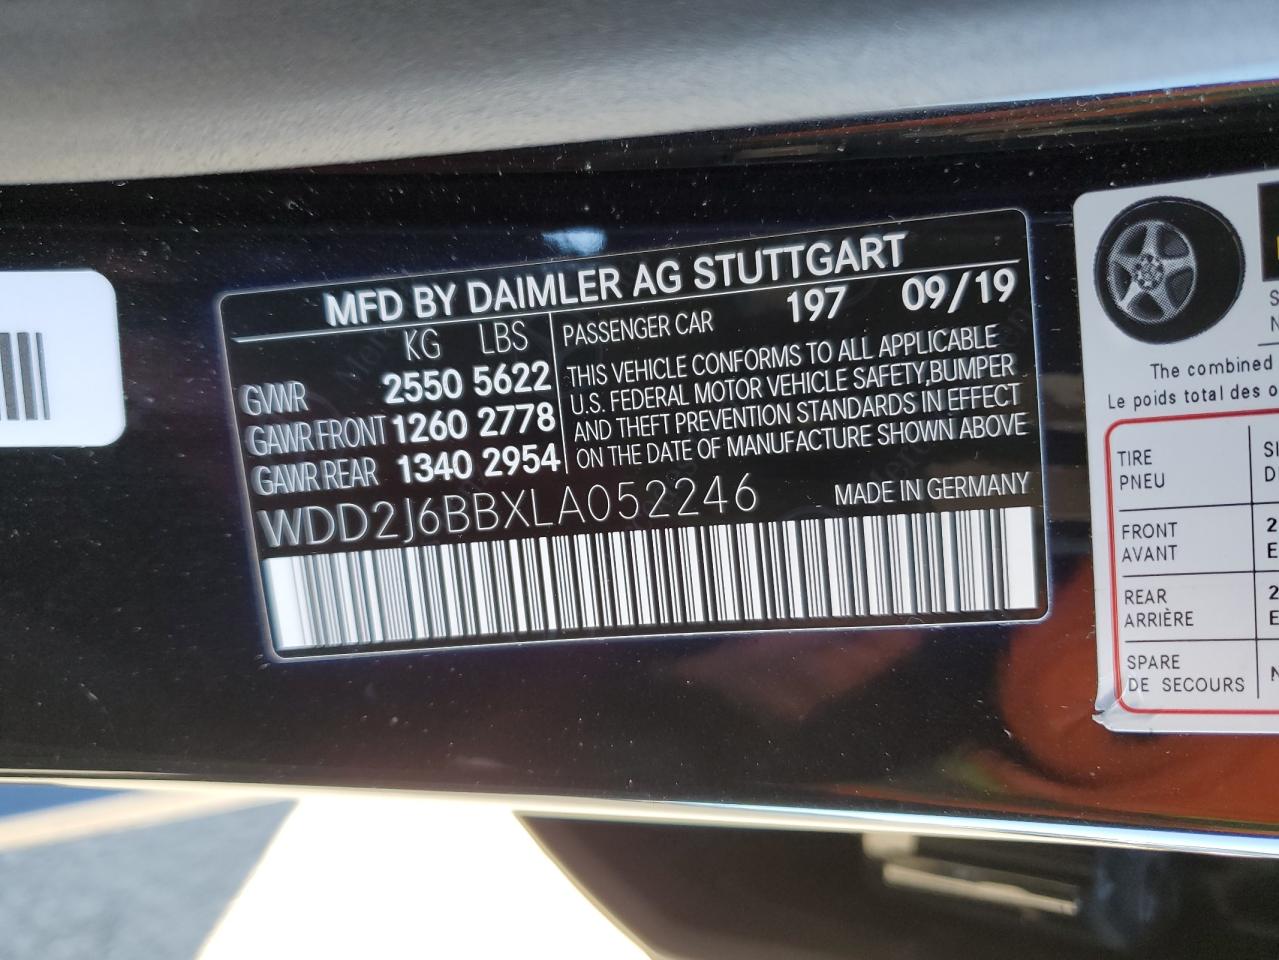 MFD BY DAIMLER AG STUTTGART
KG LBS
PASSENGER CAR 197 09/19
GVWR 2550 5622
GAWR FRONT 1260 2778
GAWR REAR 1340 2954
THIS VEHICLE CONFORMS TO ALL APPLICABLE
U.S. FEDERAL MOTOR VEHICLE SAFETY,BUMPER
AND THEFT PREVENTION STANDARDS IN EFFECT
ON THE DATE OF MANUFACTURE SHOWN ABOVE
WDD2J6BBXLA052246
MADE IN GERMANY
The combined
Le poids total des
TIRE
PNEU
FRONT
AVANT
REAR
ARRIÈRE
SPARE
DE SECOURS